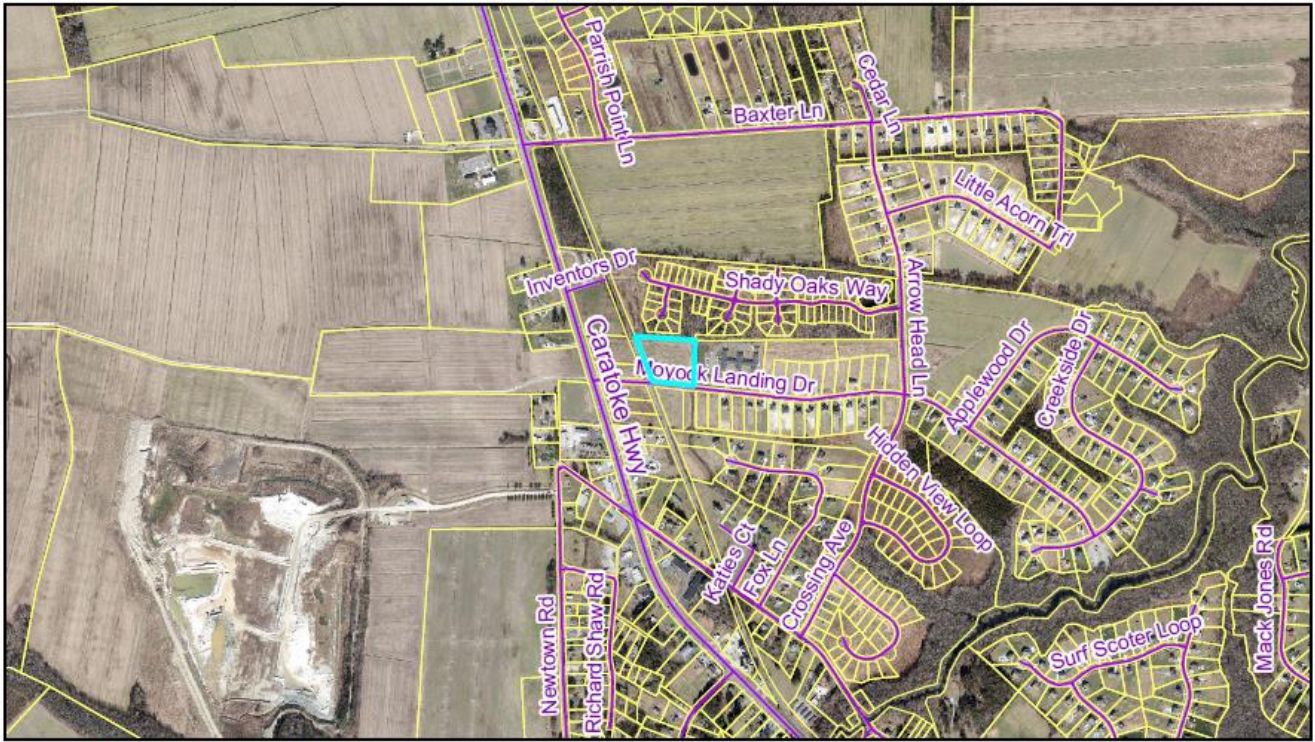 Parrish Point Ln
Cedar Ln
Baxter Ln
Little Acorn Trl
Inventors Dr
Shady Oaks Way
Arrow Head Ln
Caratoke Hwy
Moyock Landing Dr
Applewood Dr
Creekside Dr
Hidden View Loop
Katies Ct
Fox Ln
Crossing Ave
Newtown Rd
Richard Shaw Rd
Surf Scoter Loop
Mack Jones Rd